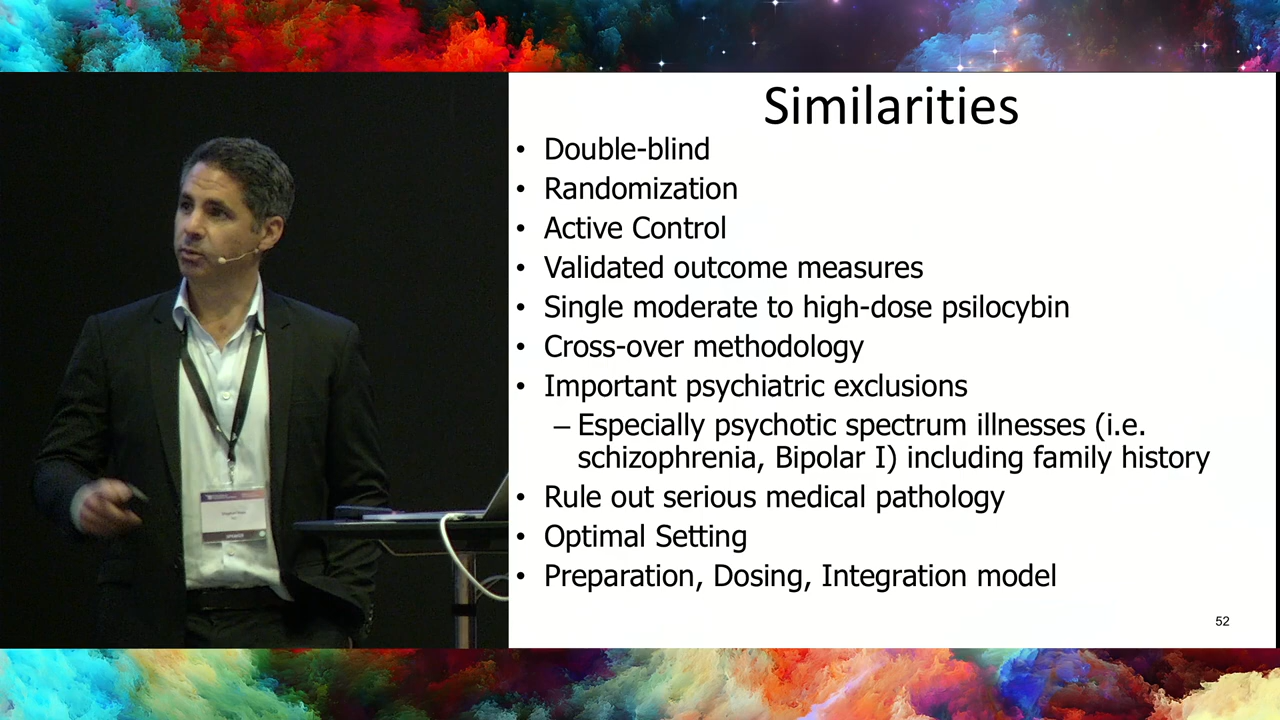 Similarities
• Double-blind
• Randomization
• Active Control
• Validated outcome measures
• Single moderate to high-dose psilocybin
• Cross-over methodology
• Important psychiatric exclusions
– Especially psychotic spectrum illnesses (i.e.
schizophrenia, Bipolar I) including family history
• Rule out serious medical pathology
• Optimal Setting
• Preparation, Dosing, Integration model
52
SPEAKER